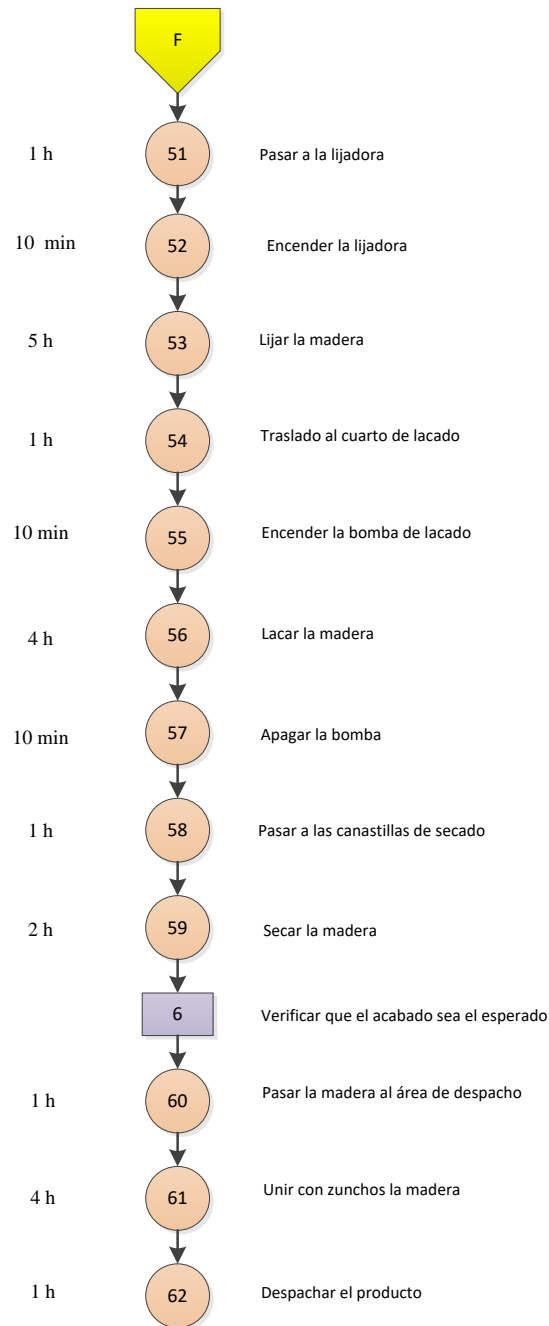 F
1 h 51 Pasar a la lijadora
10 min 52 Encender la lijadora
5 h 53 Lijar la madera
1 h 54 Traslado al cuarto de lacado
10 min 55 Encender la bomba de lacado
4 h 56 Lacar la madera
10 min 57 Apagar la bomba
1 h 58 Pasar a las canastillas de secado
2 h 59 Secar la madera
6 Verificar que el acabado sea el esperado
1 h 60 Pasar la madera al área de despacho
4 h 61 Unir con zunchos la madera
1 h 62 Despachar el producto